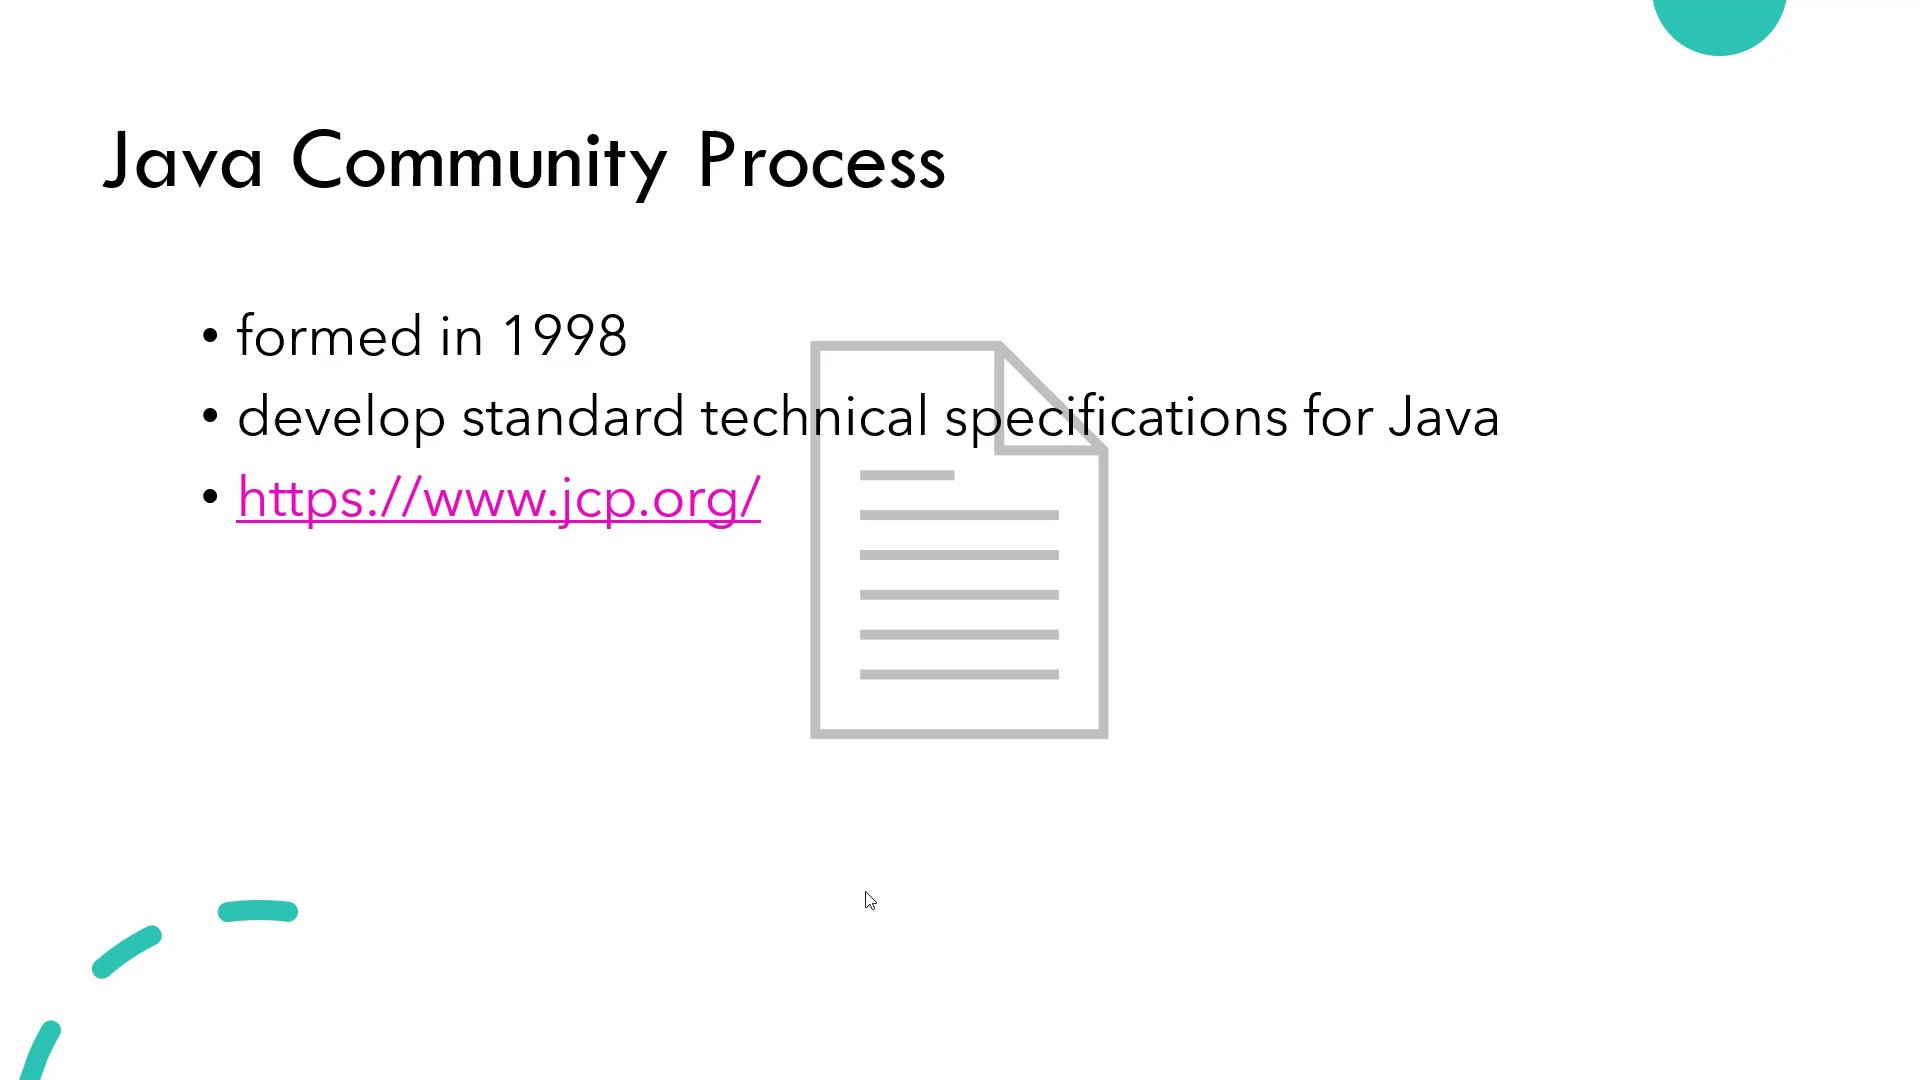 Java Community Process
• formed in 1998
• develop standard technical specifications for Java
• https://www.jcp.org/